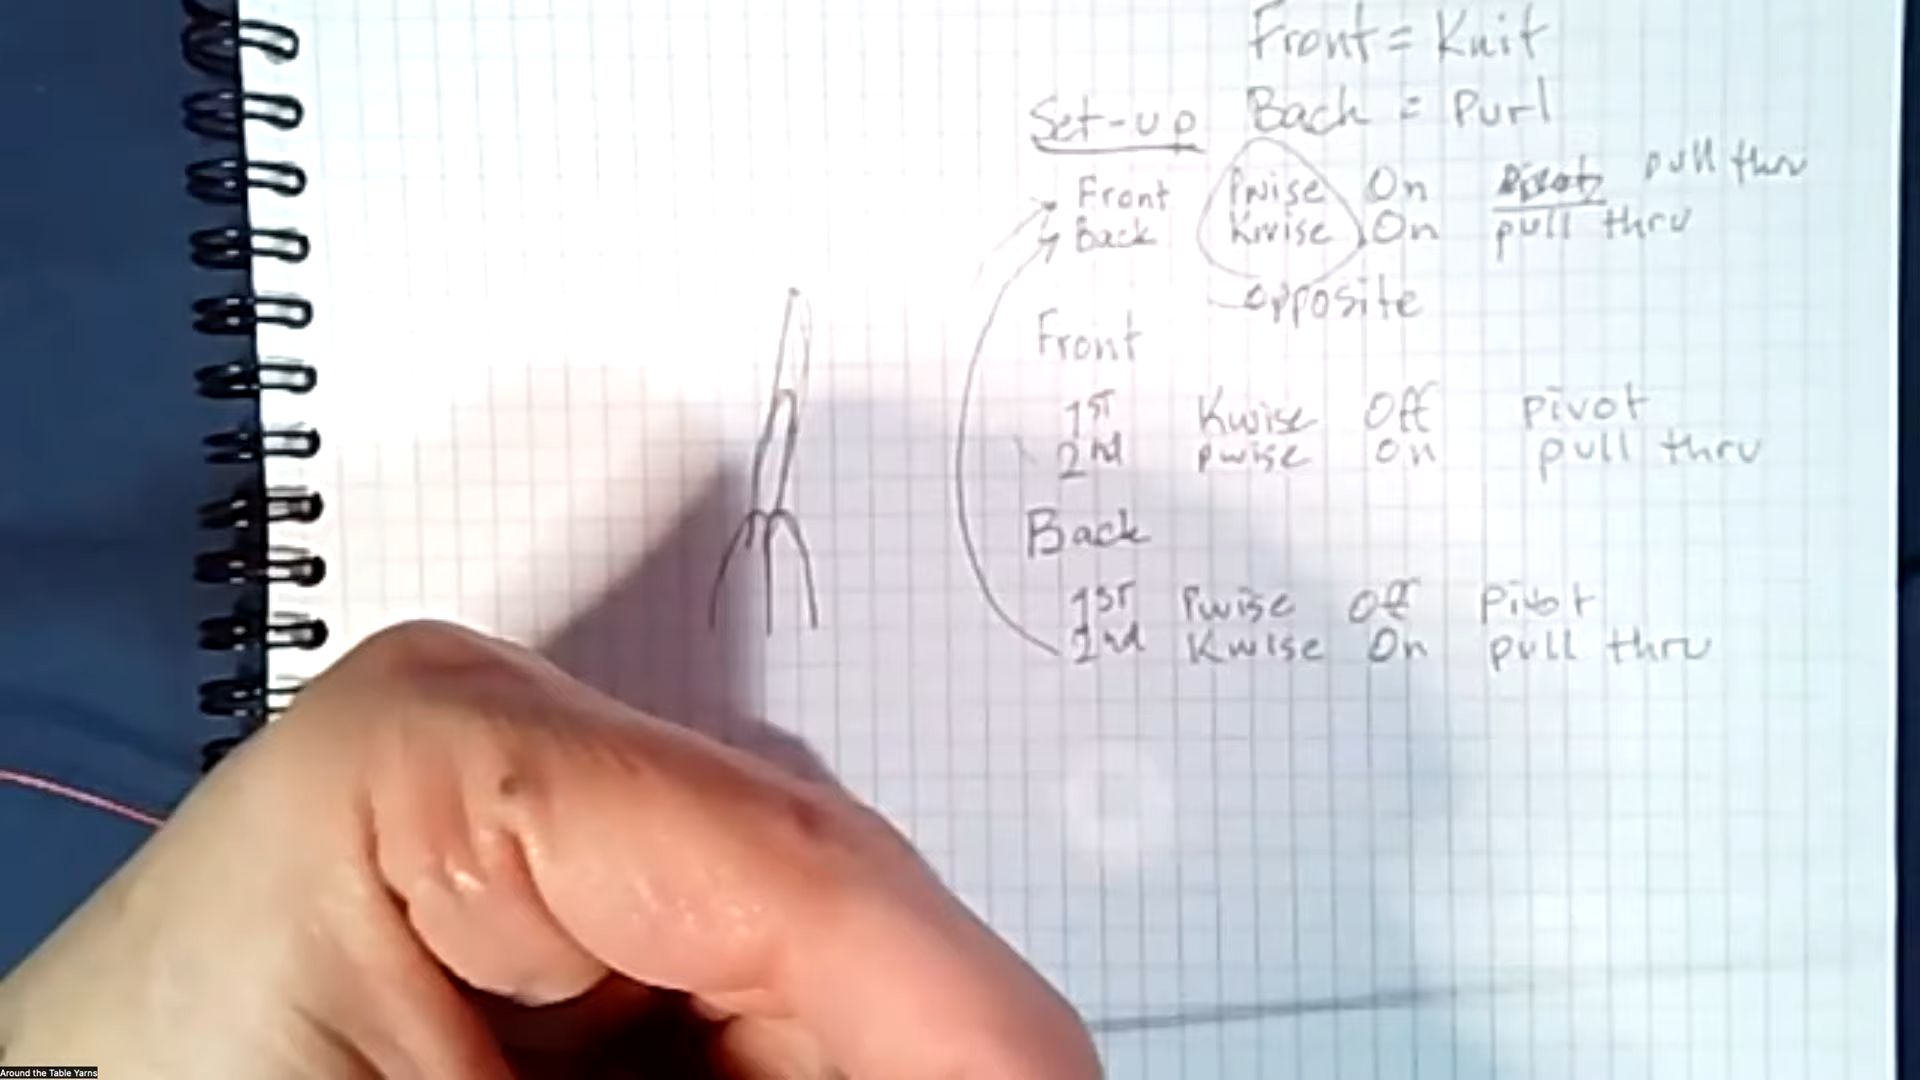 Front = Knit
Set-up Back = Purl
Front Pwise On pivot pull thru
Back Kwise On pull thru
opposite
Front
1st Kwise Off pivot
2nd pwise on pull thru
Back
1st Pwise Off Pivot
2nd Kwise On pull thru
Around the Table Yarns